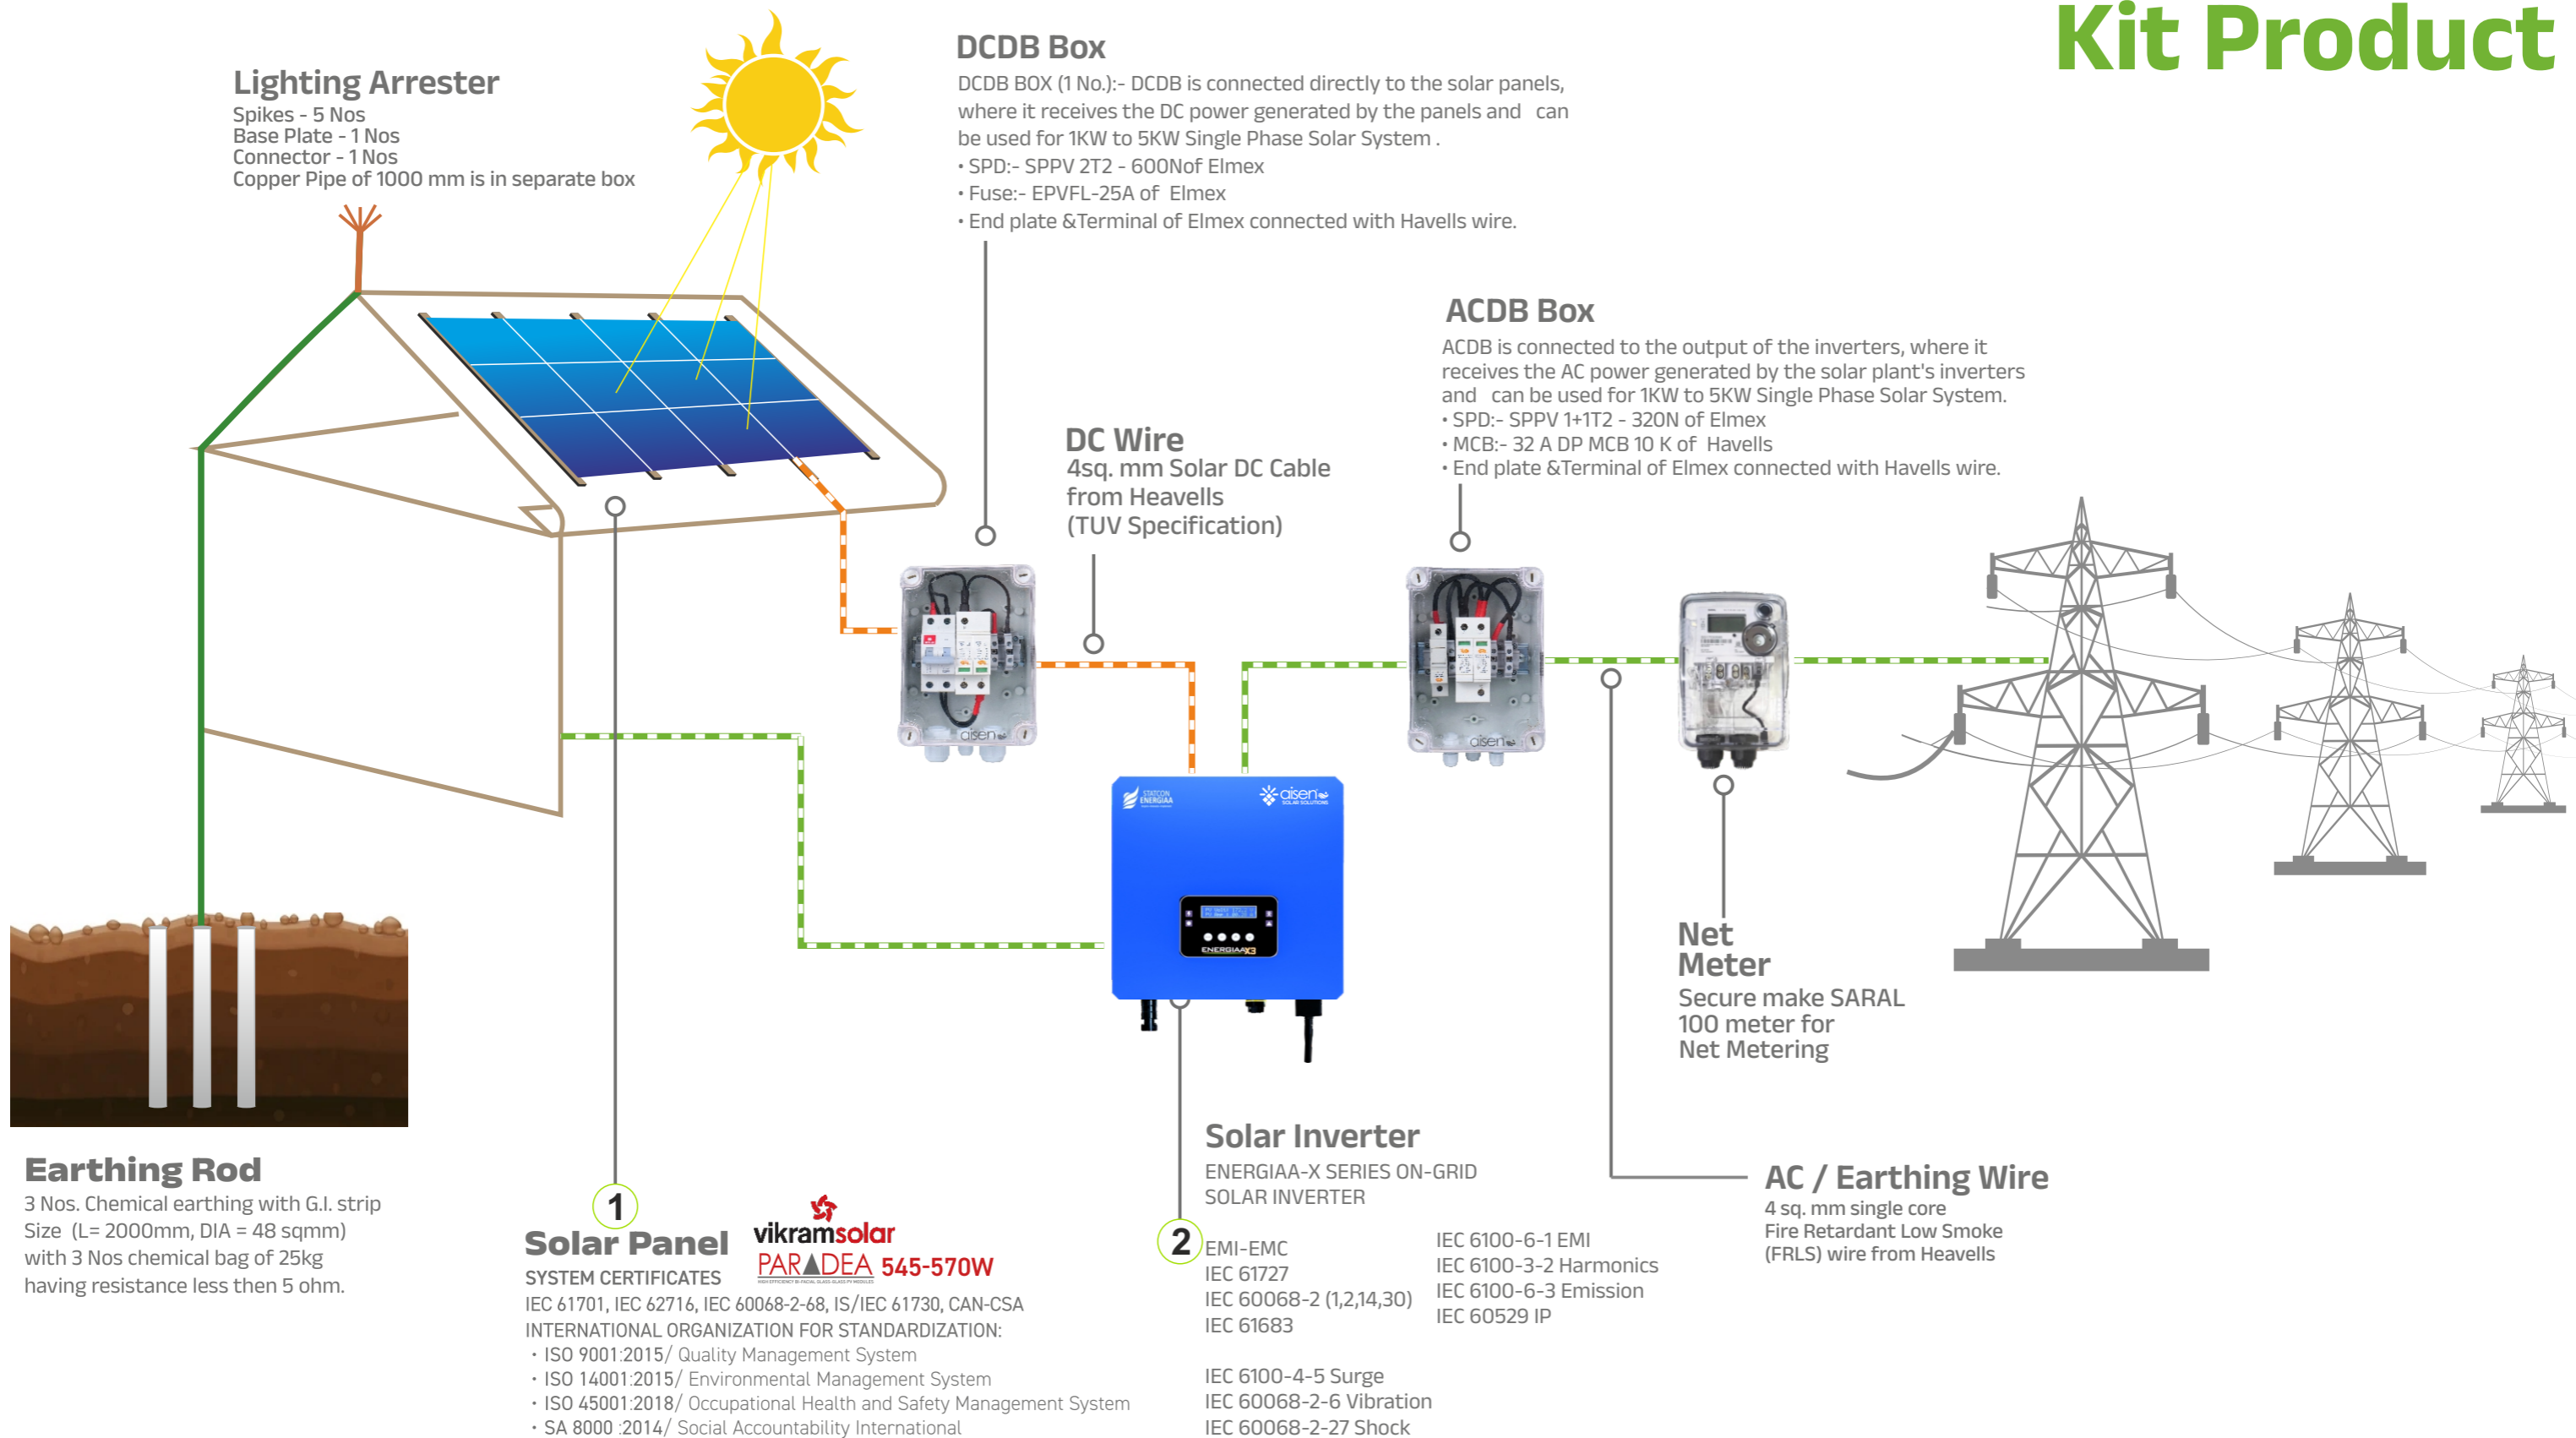 Kit Product
Lighting Arrester
Spikes - 5 Nos
Base Plate - 1 Nos
Connector - 1 Nos
Copper Pipe of 1000 mm is in separate box
DCDB Box
DCDB BOX (1 No.):- DCDB is connected directly to the solar panels,
where it receives the DC power generated by the panels and can
be used for 1KW to 5KW Single Phase Solar System .
• SPD:- SPPV 2T2 - 600Nof Elmex
• Fuse:- EPVFL-25A of Elmex
• End plate &Terminal of Elmex connected with Havells wire.
ACDB Box
ACDB is connected to the output of the inverters, where it
receives the AC power generated by the solar plant's inverters
and can be used for 1KW to 5KW Single Phase Solar System.
• SPD:- SPPV 1+1T2 - 320N of Elmex
• MCB:- 32 A DP MCB 10 K of Havells
• End plate &Terminal of Elmex connected with Havells wire.
DC Wire
4sq. mm Solar DC Cable
from Heavells
(TUV Specification)
aisen
aisen
STATCON
ENERGIAA
aisen
SOLAR SOLUTIONS
ENERGIAAX3
Net
Meter
Secure make SARAL
100 meter for
Net Metering
Earthing Rod
3 Nos. Chemical earthing with G.I. strip
Size (L= 2000mm, DIA = 48 sqmm)
with 3 Nos chemical bag of 25kg
having resistance less then 5 ohm.
1
Solar Panel
vikramsolar
PARADEA 545-570W
HIGH EFFICIENCY BI-FACIAL GLASS-GLASS PV MODULES
SYSTEM CERTIFICATES
IEC 61701, IEC 62716, IEC 60068-2-68, IS/IEC 61730, CAN-CSA
INTERNATIONAL ORGANIZATION FOR STANDARDIZATION:
• ISO 9001:2015/ Quality Management System
• ISO 14001:2015/ Environmental Management System
• ISO 45001:2018/ Occupational Health and Safety Management System
• SA 8000 :2014/ Social Accountability International
2
Solar Inverter
ENERGIAA-X SERIES ON-GRID
SOLAR INVERTER
EMI-EMC
IEC 61727
IEC 60068-2 (1,2,14,30)
IEC 61683
IEC 6100-4-5 Surge
IEC 60068-2-6 Vibration
IEC 60068-2-27 Shock
IEC 6100-6-1 EMI
IEC 6100-3-2 Harmonics
IEC 6100-6-3 Emission
IEC 60529 IP
AC / Earthing Wire
4 sq. mm single core
Fire Retardant Low Smoke
(FRLS) wire from Heavells